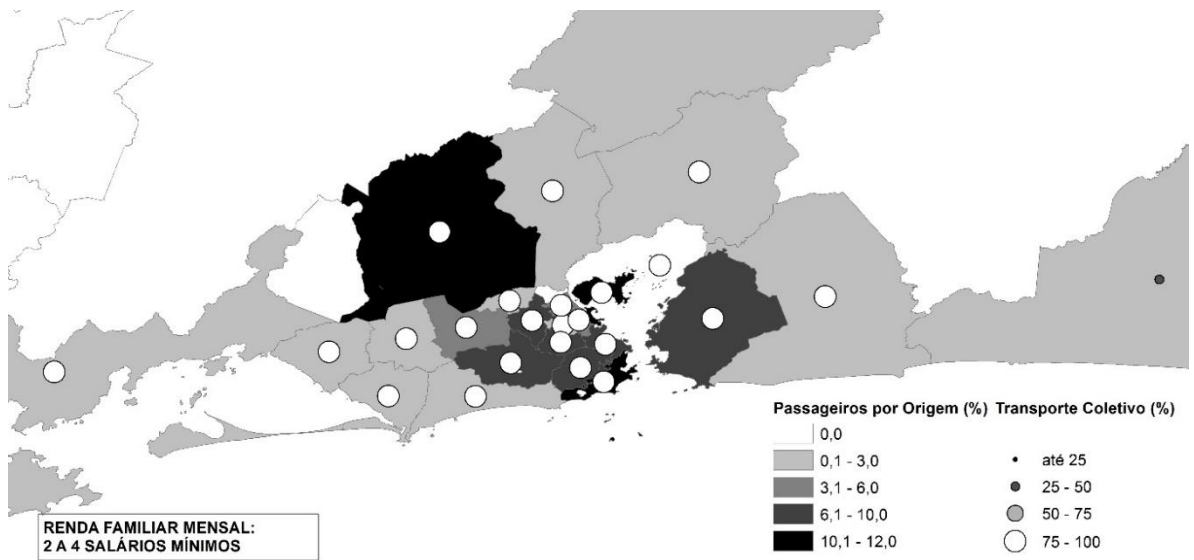 Passageiros por Origem (%) Transporte Coletivo (%)
0,0
0,1 - 3,0 até 25
3,1 - 6,0 25 - 50
6,1 - 10,0 50 - 75
10,1 - 12,0 75 - 100
RENDA FAMILIAR MENSAL:
2 A 4 SALÁRIOS MÍNIMOS